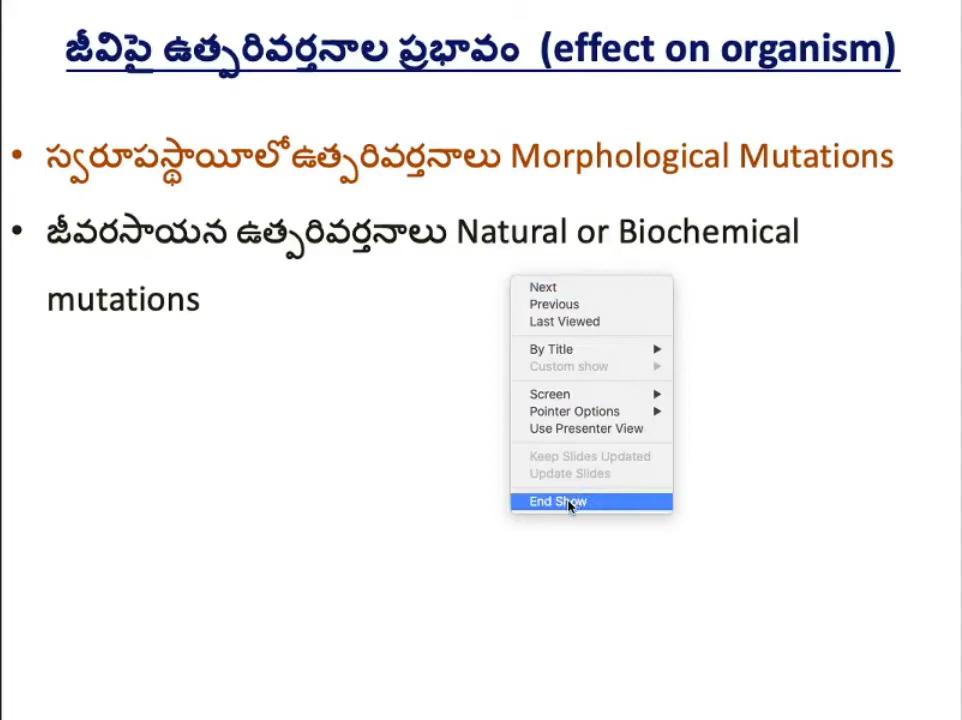 జీవిపై ఉత్పరివర్తనాల ప్రభావం (effect on organism)
• స్వరూపస్థాయీలోఉత్పరివర్తనాలు Morphological Mutations
• జీవరసాయన ఉత్పరివర్తనాలు Natural or Biochemical
mutations
Next
Previous
Last Viewed
By Title
Custom show
Screen
Pointer Options
Use Presenter View
Keep Slides Updated
Update Slides
End Show